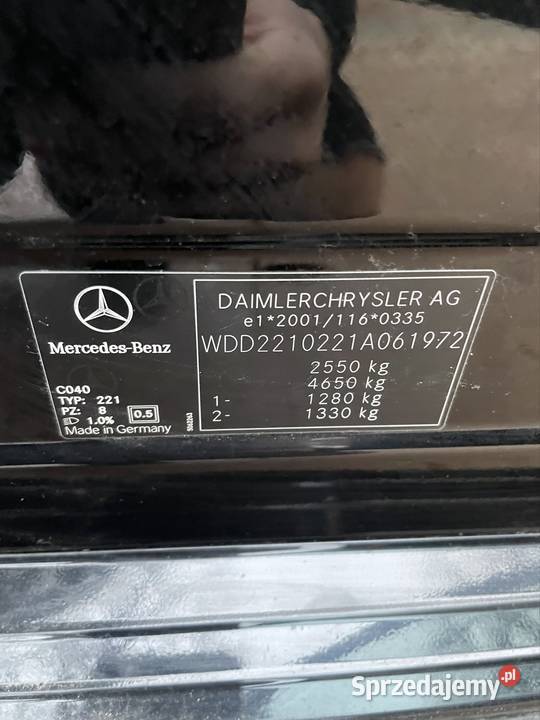 DAIMLERCHRYSLER AG
e1*2001/116*0335
WDD2210221A061972
2550 kg
4650 kg
1- 1280 kg
2- 1330 kg
Mercedes-Benz
C040
TYP: 221
PZ: 8
1.0% 0.5
Made in Germany
Sprzedajemy.pl